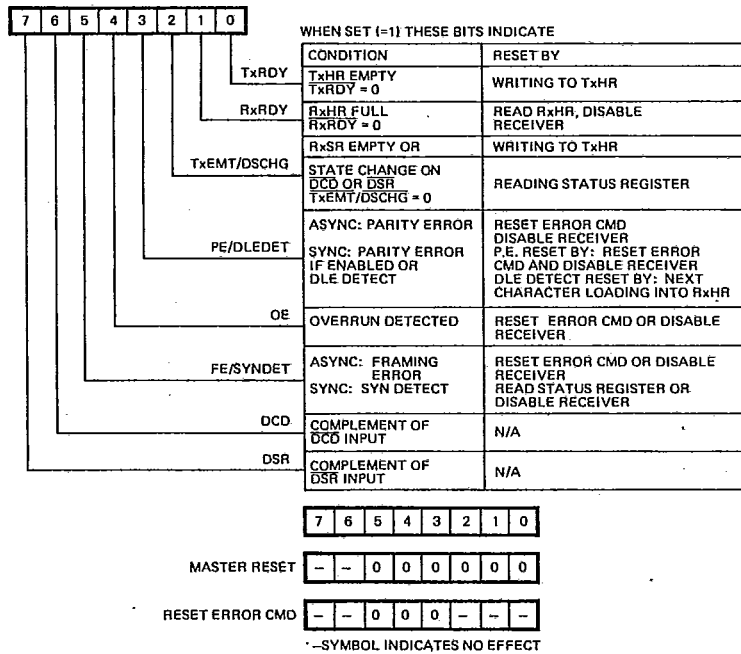 7 6 5 4 3 2 1 0
WHEN SET (=1) THESE BITS INDICATE
CONDITION RESET BY
TxRDY
TxHR EMPTY
TxRDY = 0
WRITING TO TxHR
RxRDY
RxHR FULL
RxRDY = 0
READ RxHR, DISABLE
RECEIVER
RxSR EMPTY OR
WRITING TO TxHR
TxEMT/DSCHG
STATE CHANGE ON
DCD OR DSR
TxEMT/DSCHG = 0
READING STATUS REGISTER
PE/DLEDET
ASYNC: PARITY ERROR
SYNC: PARITY ERROR
IF ENABLED OR
DLE DETECT
RESET ERROR CMD
DISABLE RECEIVER
P.E. RESET BY: RESET ERROR
CMD AND DISABLE RECEIVER
DLE DETECT RESET BY: NEXT
CHARACTER LOADING INTO RxHR
OE
OVERRUN DETECTED
RESET ERROR CMD OR DISABLE
RECEIVER
FE/SYNDET
ASYNC: FRAMING
ERROR
SYNC: SYN DETECT
RESET ERROR CMD OR DISABLE
RECEIVER
READ STATUS REGISTER OR
DISABLE RECEIVER
DCD
COMPLEMENT OF
DCD INPUT
N/A
DSR
COMPLEMENT OF
DSR INPUT
N/A
7 6 5 4 3 2 1 0
MASTER RESET – – 0 0 0 0 0 0
RESET ERROR CMD – – 0 0 0 – – –
–SYMBOL INDICATES NO EFFECT